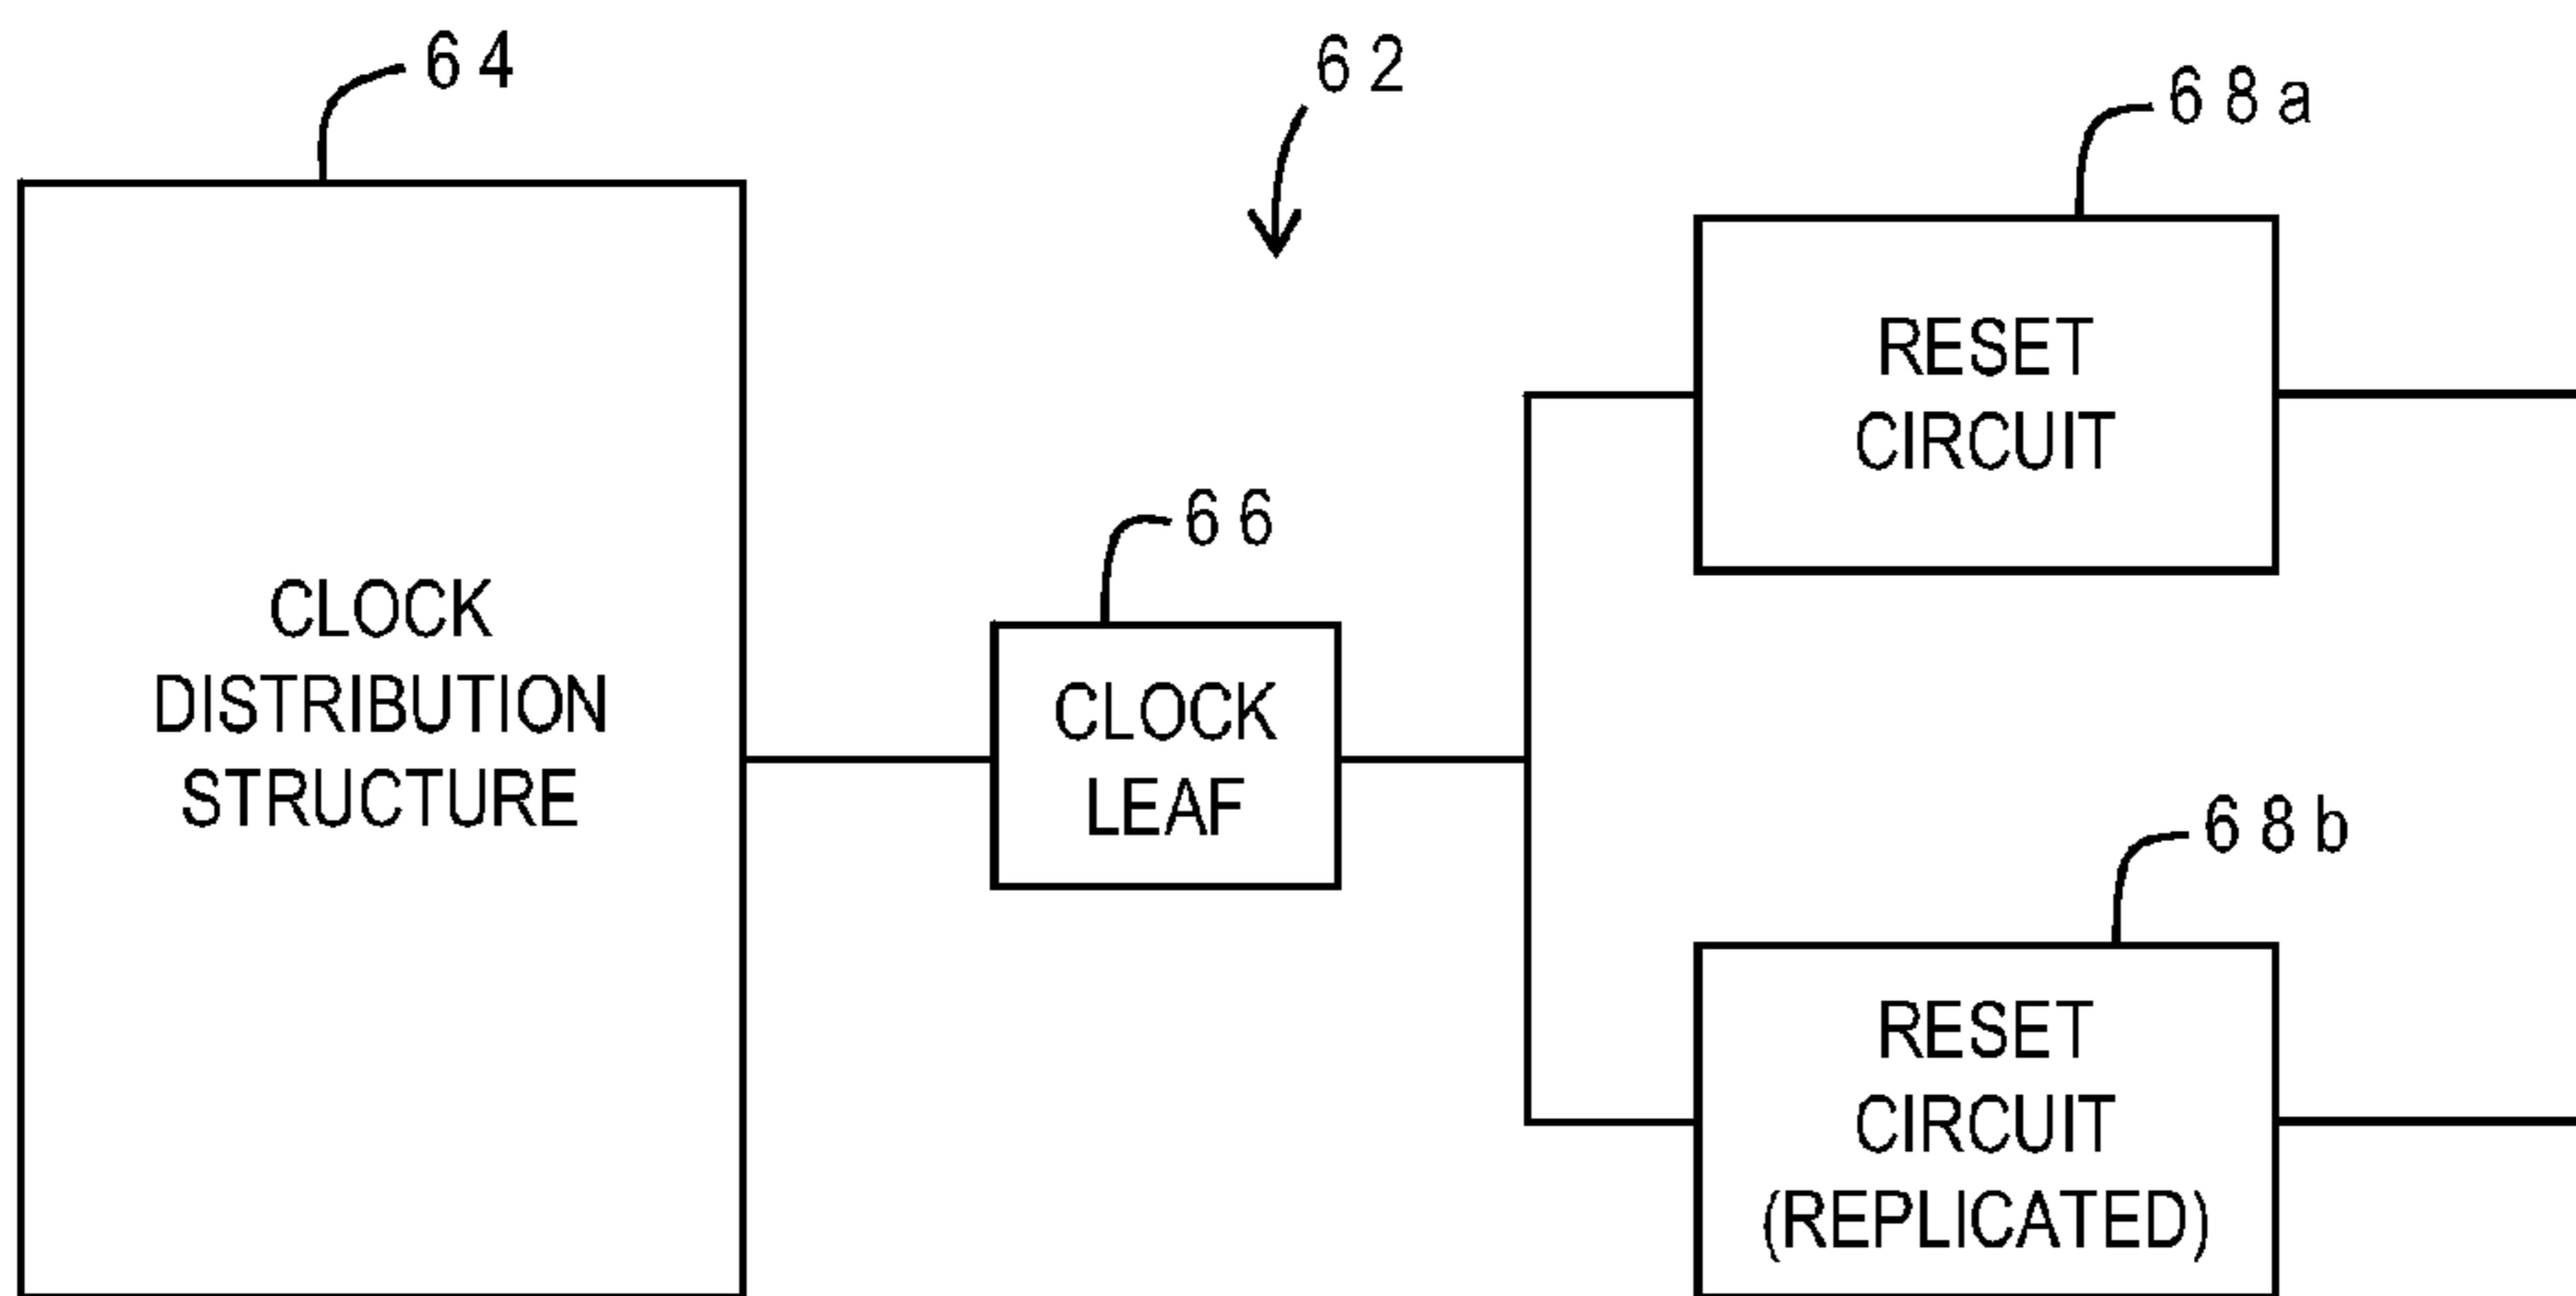 64
62
68a
RESET
CIRCUIT
66
CLOCK
DISTRIBUTION
STRUCTURE
CLOCK
LEAF
68b
RESET
CIRCUIT
(REPLICATED)